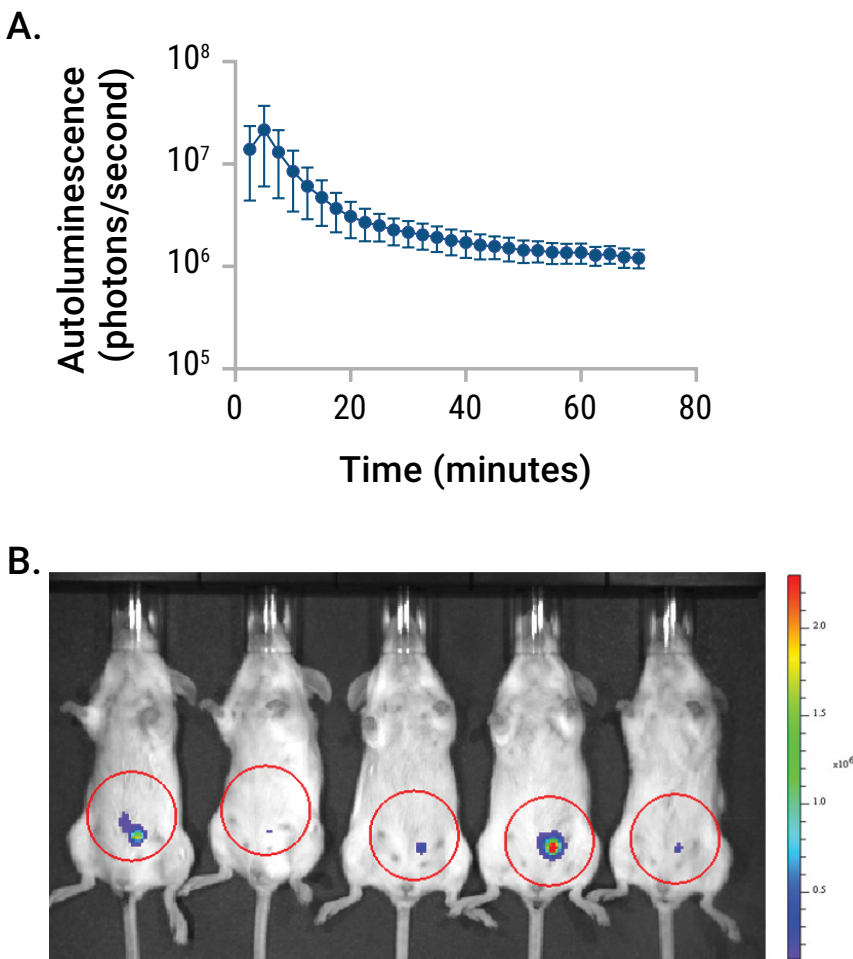 A.
Autoluminescence
(photons/second)
10⁸
10⁷
10⁶
10⁵
0 20 40 60 80
Time (minutes)
B.
2.0
1.5
x10⁶
1.0
0.5